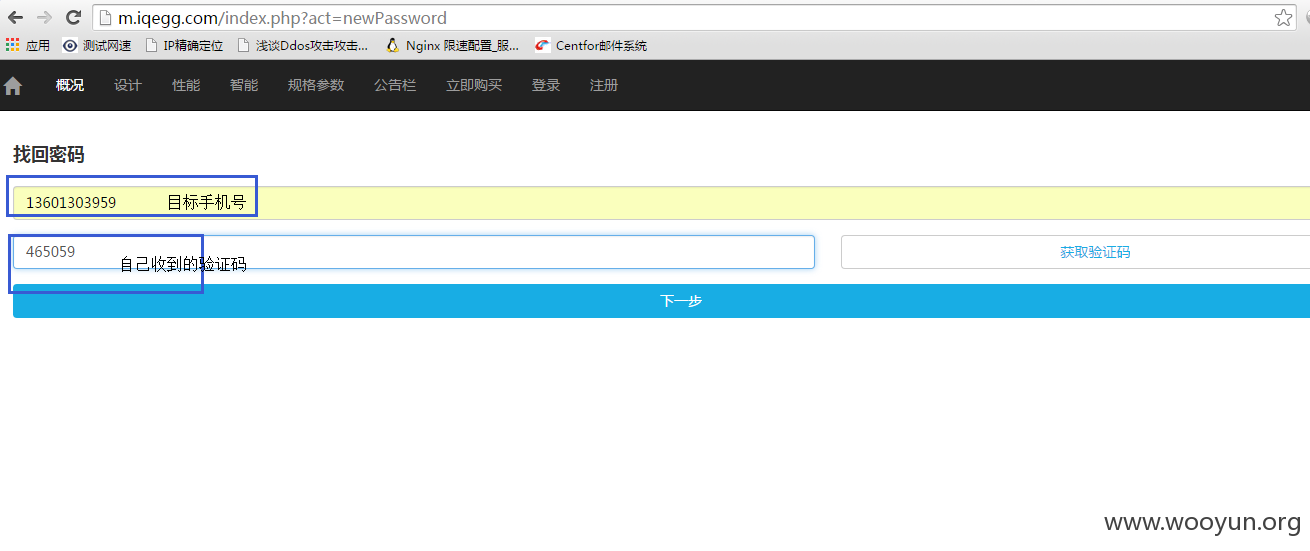 m.iqegg.com/index.php?act=newPassword
应用 测试网速 IP精确定位 浅谈Ddos攻击攻击... Nginx 限速配置_服... Centfor邮件系统
概况 设计 性能 智能 规格参数 公告栏 立即购买 登录 注册
找回密码
13601303959 目标手机号
465059 自己收到的验证码 获取验证码
下一步
www.wooyun.org